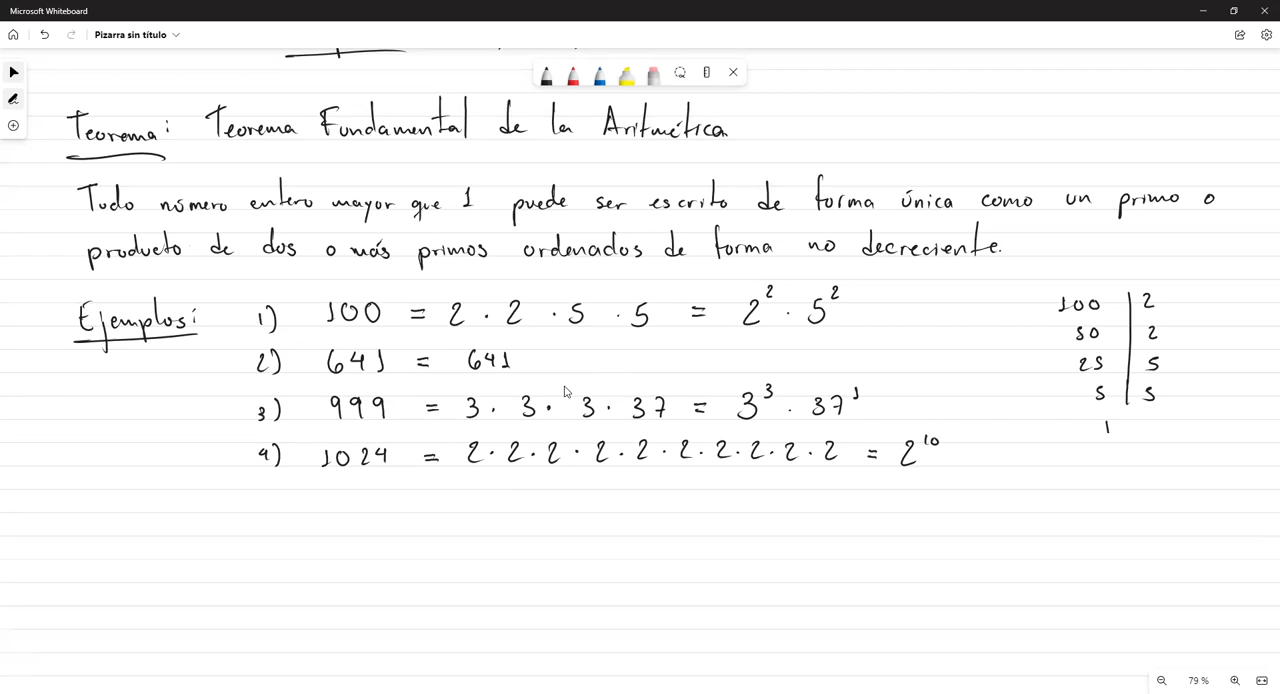 Microsoft Whiteboard
Pizarra sin título
Teorema: Teorema Fundamental de la Aritmética
Todo número entero mayor que 1 puede ser escrito de forma única como un primo o
producto de dos o más primos ordenados de forma no decreciente.
Ejemplos: 1) 100 = 2 · 2 · 5 · 5 = 2² · 5²
2) 641 = 641
3) 999 = 3 · 3 · 3 · 37 = 3³ · 37¹
4) 1024 = 2 · 2 · 2 · 2 · 2 · 2 · 2 · 2 · 2 · 2 = 2¹⁰
100 | 2
50 | 2
25 | 5
5 | 5
1
79 %